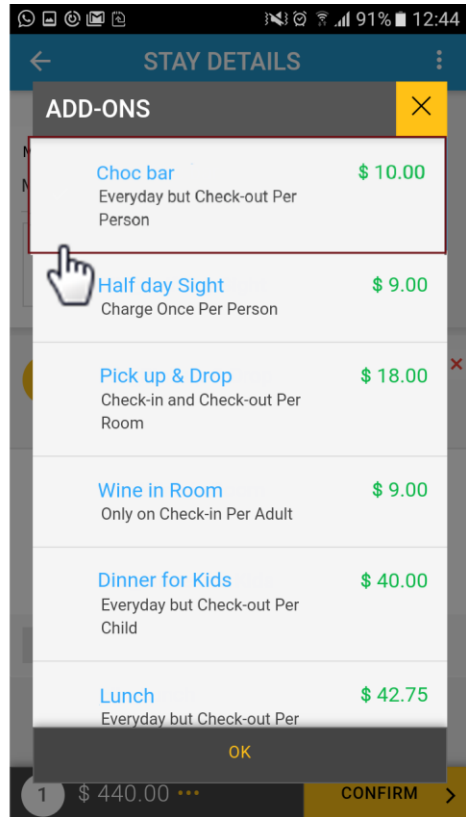 91% 12:44
STAY DETAILS
ADD-ONS
Choc bar $ 10.00
Everyday but Check-out Per
Person
Half day Sight $ 9.00
Charge Once Per Person
Pick up & Drop $ 18.00
Check-in and Check-out Per
Room
Wine in Room $ 9.00
Only on Check-in Per Adult
Dinner for Kids $ 40.00
Everyday but Check-out Per
Child
Lunch $ 42.75
Everyday but Check-out Per
OK
1 $ 440.00 ••• CONFIRM